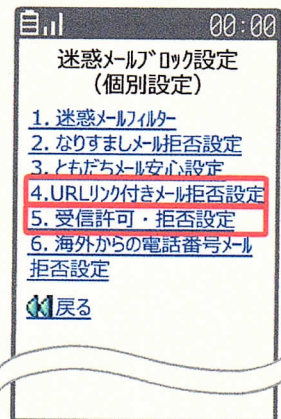 00:00
迷惑メールブロック設定
(個別設定)
1. 迷惑メールフィルター
2. なりすましメール拒否設定
3. ともだちメール安心設定
4.URLリンク付きメール拒否設定
5. 受信許可・拒否設定
6. 海外からの電話番号メール
拒否設定
戻る